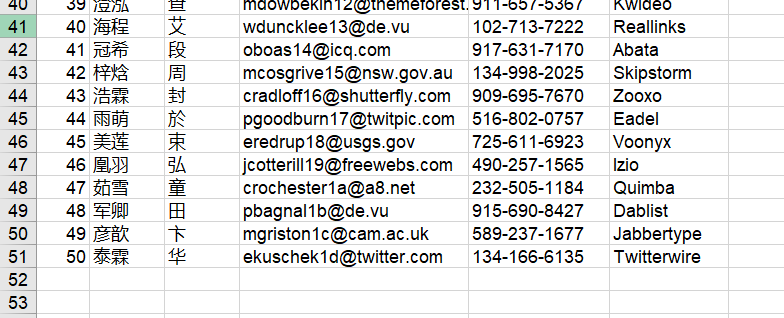 40 39 澄泓 查 mdowbekin12@themeforest. 911-657-5367 Kwideo
41 40 海程 艾 wduncklee13@de.vu 102-713-7222 Reallinks
42 41 冠希 段 oboas14@icq.com 917-631-7170 Abata
43 42 梓焓 周 mcosgrive15@nsw.gov.au 134-998-2025 Skipstorm
44 43 浩霖 封 cradloff16@shutterfly.com 909-695-7670 Zooxo
45 44 雨萌 於 pgoodburn17@twitpic.com 516-802-0757 Eadel
46 45 美莲 束 eredrup18@usgs.gov 725-611-6923 Voonyx
47 46 凰羽 弘 jcotterill19@freewebs.com 490-257-1565 Izio
48 47 茹雪 童 crochester1a@a8.net 232-505-1184 Quimba
49 48 军卿 田 pbagnal1b@de.vu 915-690-8427 Dablist
50 49 彦歆 卞 mgriston1c@cam.ac.uk 589-237-1677 Jabbertype
51 50 泰霖 华 ekuschek1d@twitter.com 134-166-6135 Twitterwire
52
53